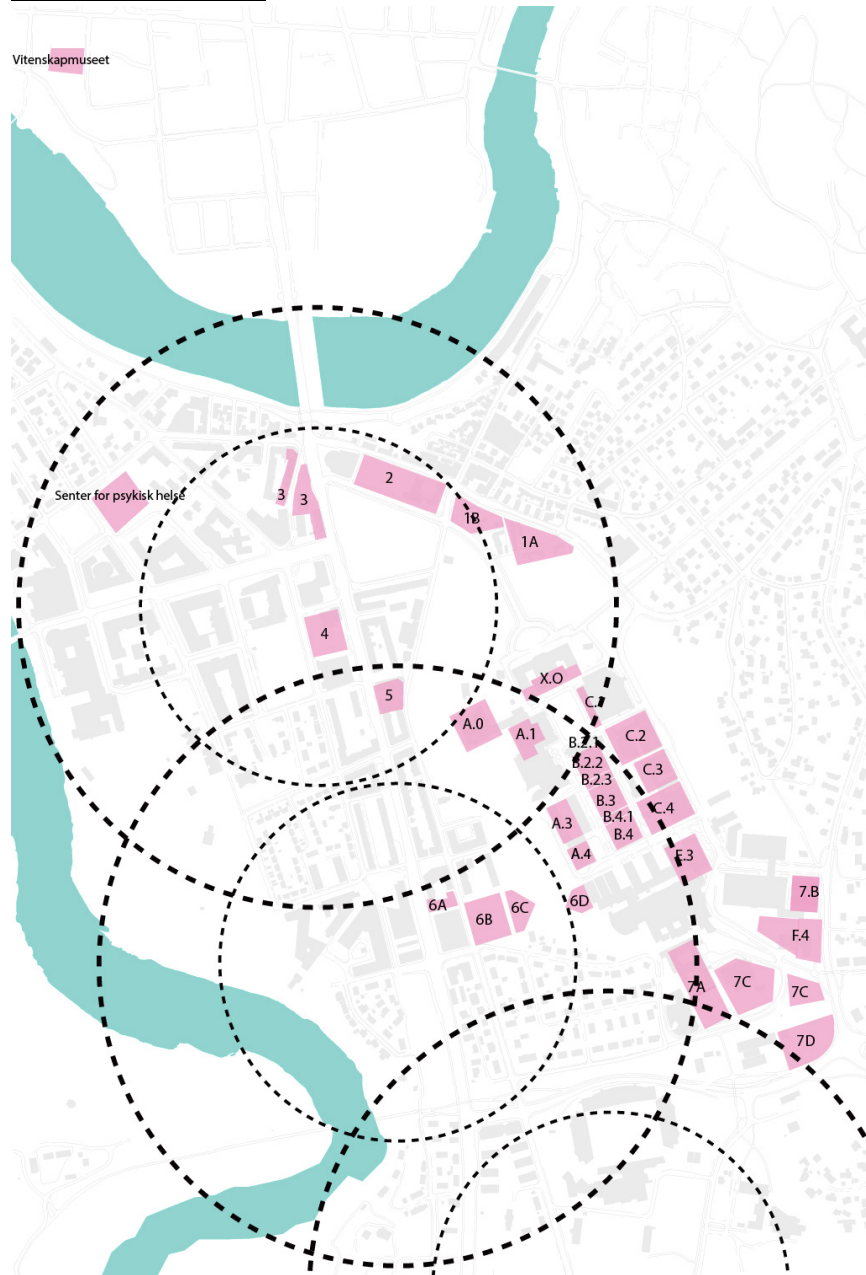 Vitenskapmuseet
Senter for psykisk helse
3
3
2
1B
1A
4
5
X.O
A.0
A.1
C.2
B.2.1
B.2.2
B.2.3
C.3
B.3
C.4
B.4.1
B.4
A.3
A.4
E.3
6A
6B
6C
6D
7.B
F.4
7A
7C
7C
7D